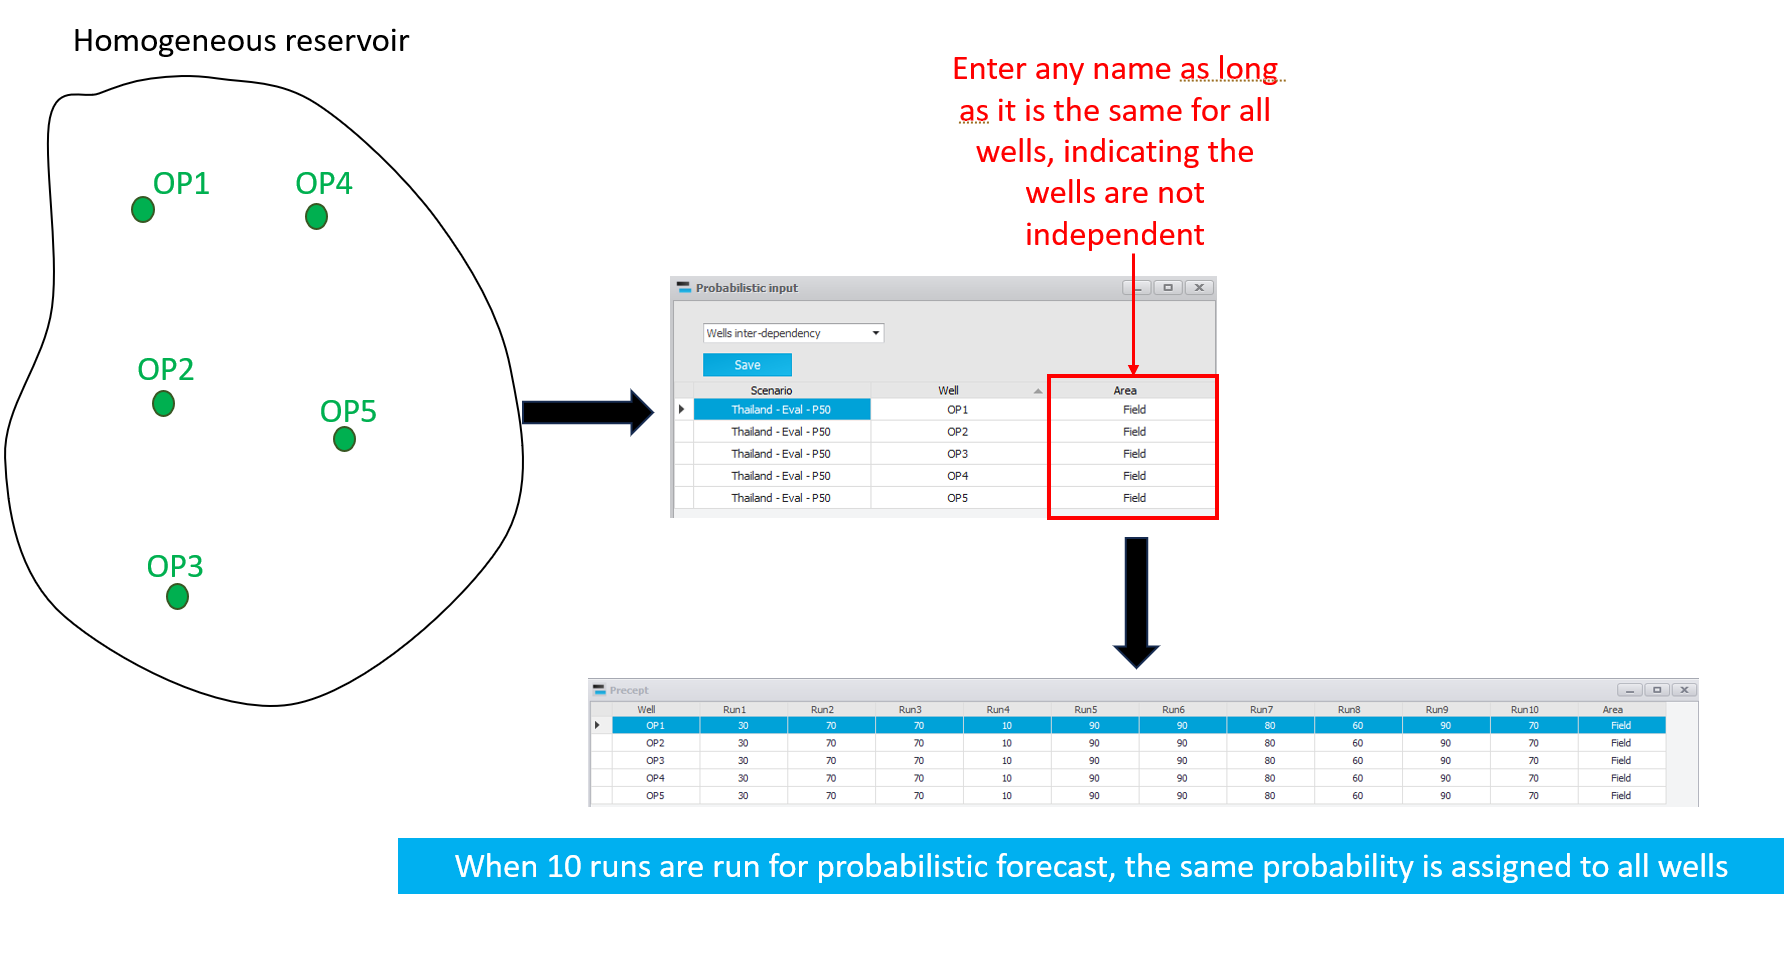 Homogeneous reservoir
OP1
OP4
OP2
OP5
OP3
Enter any name as long
as it is the same for all
wells, indicating the
wells are not
independent
Probabilistic input
Wells inter-dependency
Save
Scenario Well Area
Thailand - Eval - P50 OP1 Field
Thailand - Eval - P50 OP2 Field
Thailand - Eval - P50 OP3 Field
Thailand - Eval - P50 OP4 Field
Thailand - Eval - P50 OP5 Field
Precept
Well Run1 Run2 Run3 Run4 Run5 Run6 Run7 Run8 Run9 Run10 Area
OP1 30 70 70 10 90 90 80 60 90 70 Field
OP2 30 70 70 10 90 90 80 60 90 70 Field
OP3 30 70 70 10 90 90 80 60 90 70 Field
OP4 30 70 70 10 90 90 80 60 90 70 Field
OP5 30 70 70 10 90 90 80 60 90 70 Field
When 10 runs are run for probabilistic forecast, the same probability is assigned to all wells